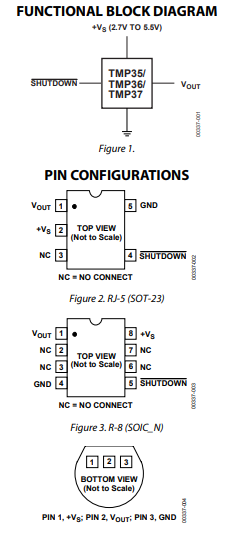 FUNCTIONAL BLOCK DIAGRAM
+VS (2.7V TO 5.5V)
TMP35/
TMP36/
TMP37
SHUTDOWN
VOUT
00337-001
Figure 1.
PIN CONFIGURATIONS
VOUT 1
5 GND
+VS 2
TOP VIEW
(Not to Scale)
NC 3
4 SHUTDOWN
NC = NO CONNECT
00337-002
Figure 2. RJ-5 (SOT-23)
VOUT 1
8 +VS
NC 2
TOP VIEW
7 NC
NC 3
(Not to Scale)
6 NC
GND 4
5 SHUTDOWN
NC = NO CONNECT
00337-003
Figure 3. R-8 (SOIC_N)
1 2 3
BOTTOM VIEW
(Not to Scale)
PIN 1, +VS; PIN 2, VOUT; PIN 3, GND
00337-004